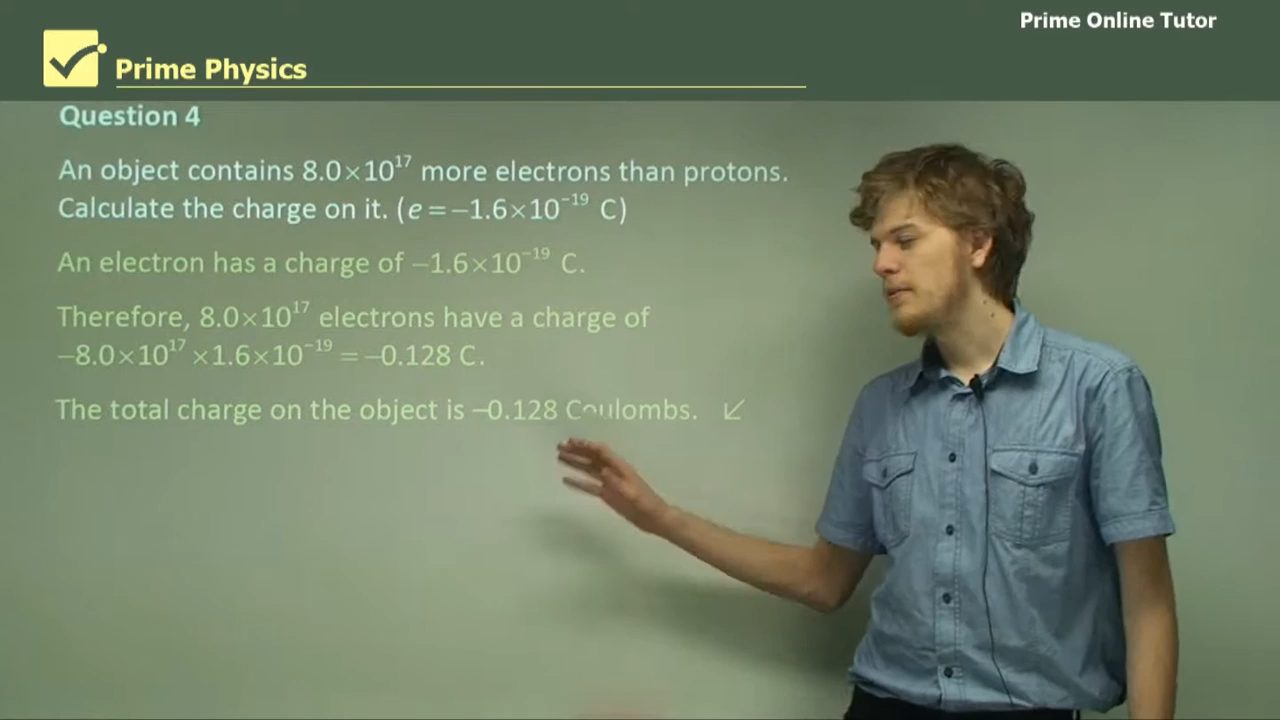 Prime Online Tutor
Prime Physics
Question 4
An object contains 8.0×10¹⁷ more electrons than protons.
Calculate the charge on it. (e = −1.6×10⁻¹⁹ C)
An electron has a charge of −1.6×10⁻¹⁹ C.
Therefore, 8.0×10¹⁷ electrons have a charge of
−8.0×10¹⁷ ×1.6×10⁻¹⁹ = −0.128 C.
The total charge on the object is −0.128 Coulombs.